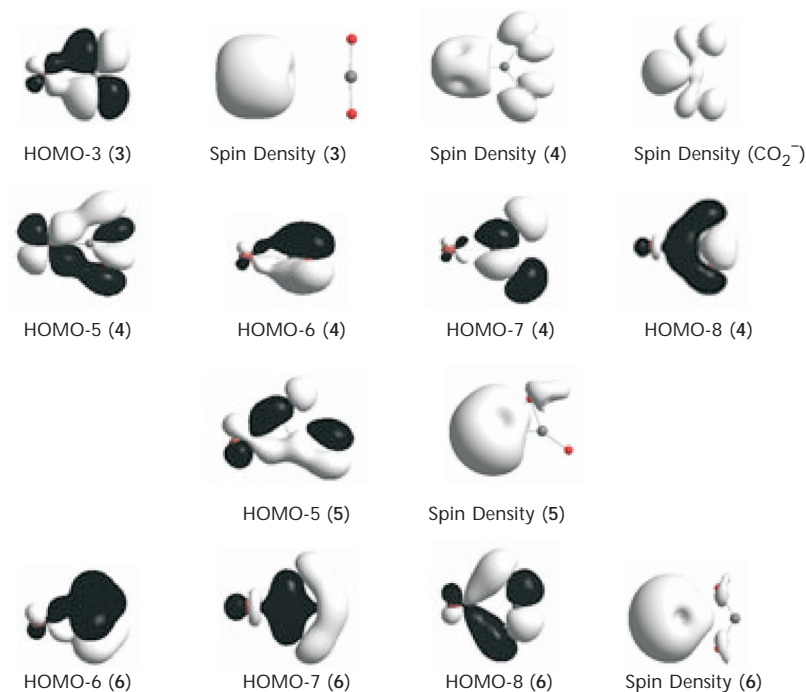 HOMO-3 (3) Spin Density (3) Spin Density (4) Spin Density (CO₂⁻)
HOMO-5 (4) HOMO-6 (4) HOMO-7 (4) HOMO-8 (4)
HOMO-5 (5) Spin Density (5)
HOMO-6 (6) HOMO-7 (6) HOMO-8 (6) Spin Density (6)